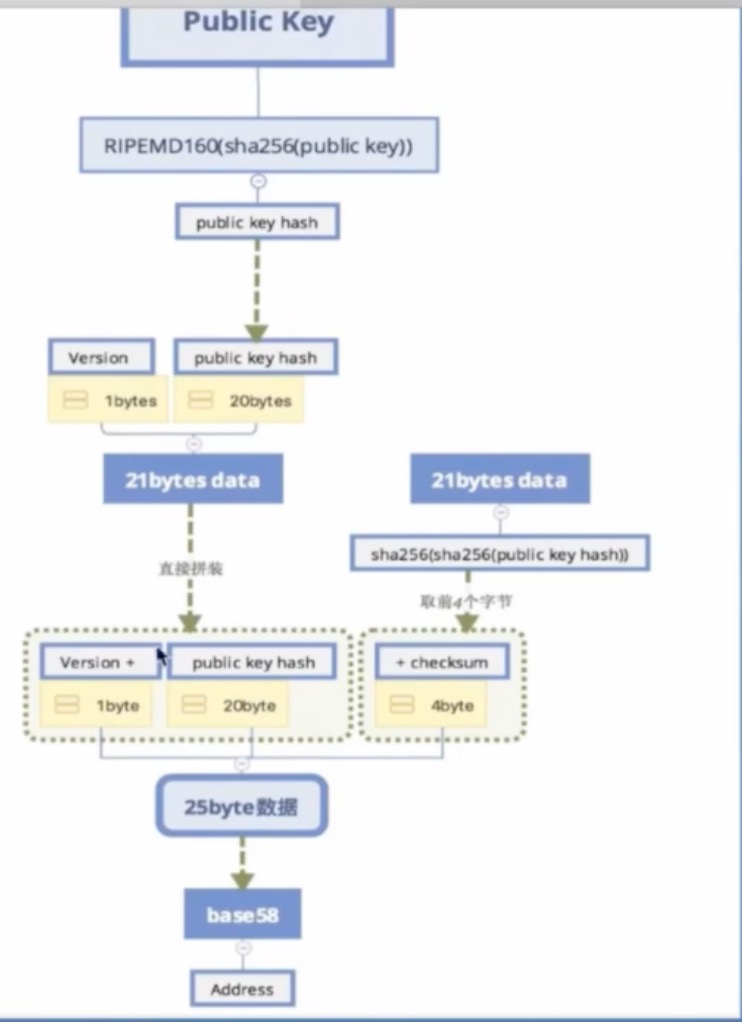 Public Key
RIPEMD160(sha256(public key))
public key hash
Version
public key hash
1bytes
20bytes
21bytes data
21bytes data
sha256(sha256(public key hash))
直接拼装
取前4个字节
Version +
public key hash
+ checksum
1byte
20byte
4byte
25byte数据
base58
Address